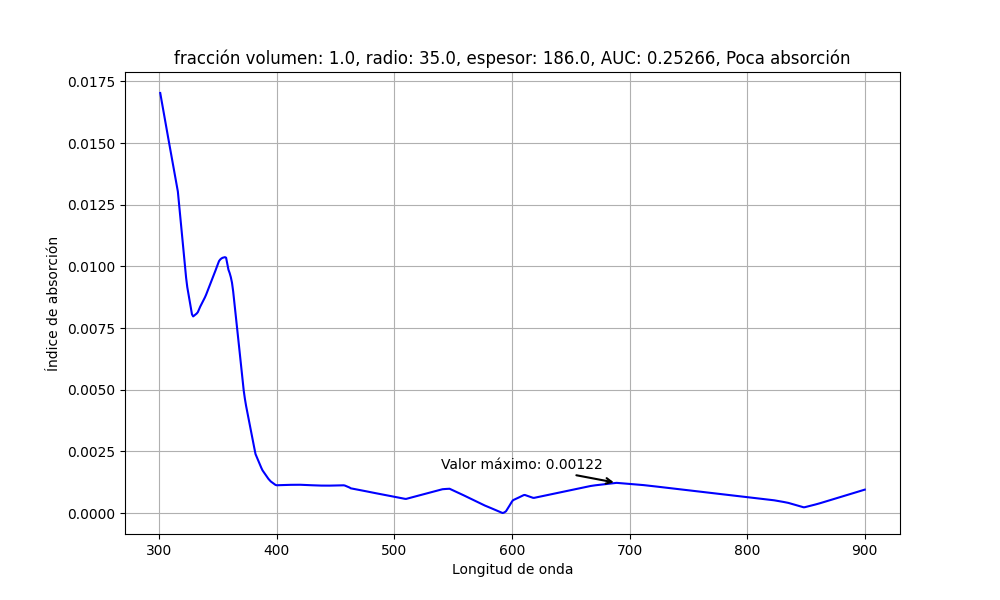 fracción volumen: 1.0, radio: 35.0, espesor: 186.0, AUC: 0.25266, Poca absorción
0.0175
0.0150
0.0125
0.0100
0.0075
0.0050
0.0025
0.0000
Índice de absorción
Valor máximo: 0.00122
300 400 500 600 700 800 900
Longitud de onda